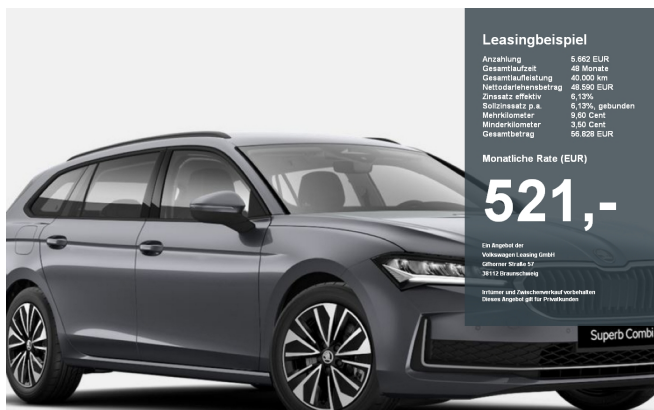 Leasingbeispiel
Anzahlung 5.662 EUR
Gesamtlaufzeit 48 Monate
Gesamtlaufleistung 40.000 km
Nettodarlehensbetrag 48.590 EUR
Zinssatz effektiv 6,13%
Sollzinssatz p.a. 6,13%, gebunden
Mehrkilometer 9,60 Cent
Minderkilometer 3,50 Cent
Gesamtbetrag 56.828 EUR
Monatliche Rate (EUR)
521,-
Ein Angebot der
Volkswagen Leasing GmbH
Gifhorner Straße 57
38112 Braunschweig
Irrtümer und Zwischenverkauf vorbehalten
Dieses Angebot gilt für Privatkunden
Superb Combi